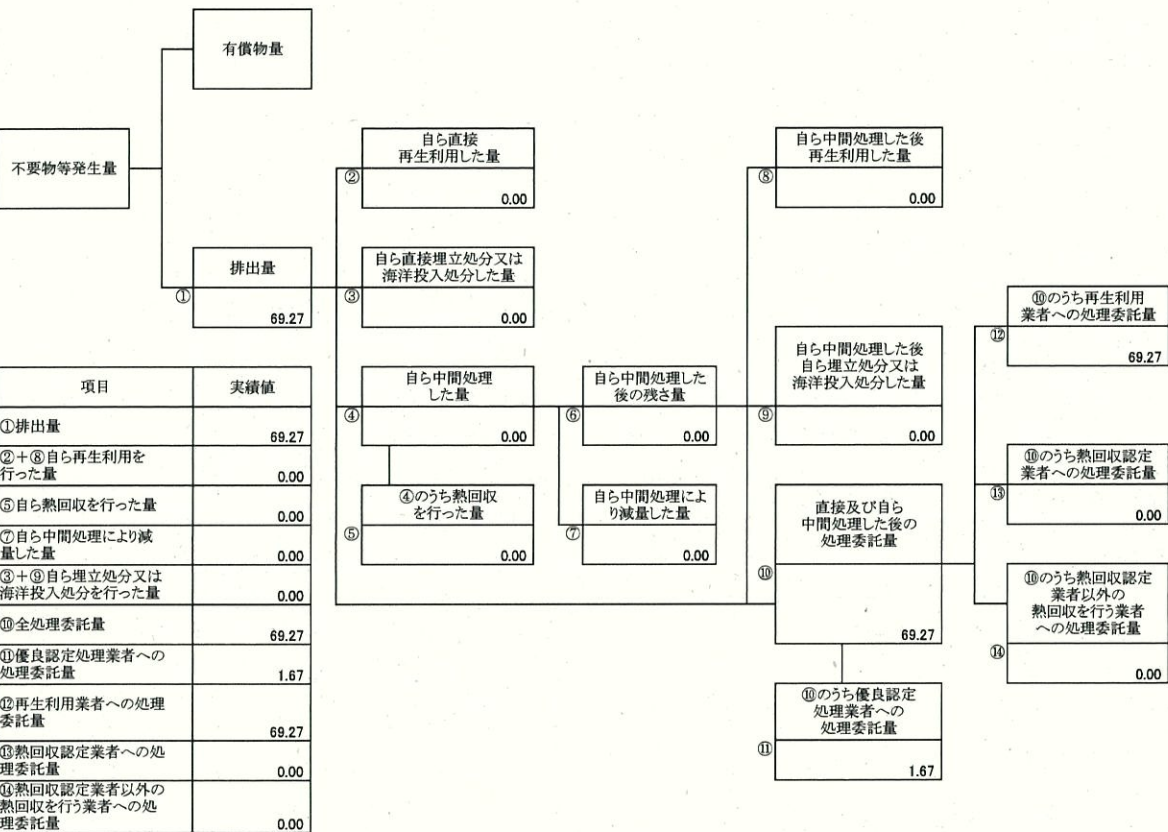 有償物量
不要物等発生量
排出量
①
69.27
自ら直接
再生利用した量
②
0.00
自ら直接埋立処分又は
海洋投入処分した量
③
0.00
自ら中間処理
した量
④
0.00
④のうち熱回収
を行った量
⑤
0.00
自ら中間処理した
後の残さ量
⑥
0.00
自ら中間処理によ
り減量した量
⑦
0.00
自ら中間処理した後
再生利用した量
⑧
0.00
自ら中間処理した後
自ら埋立処分又は
海洋投入処分した量
⑨
0.00
直接及び自ら
中間処理した後の
処理委託量
⑩
69.27
⑩のうち優良認定
処理業者への
処理委託量
⑪
1.67
⑩のうち再生利用
業者への処理委託量
⑫
69.27
⑩のうち熱回収認定
業者への処理委託量
⑬
0.00
⑩のうち熱回収認定
業者以外の
熱回収を行う業者
への処理委託量
⑭
0.00
項目 実績値
①排出量 69.27
②+⑧自ら再生利用を
行った量 0.00
⑤自ら熱回収を行った量 0.00
⑦自ら中間処理により減
量した量 0.00
③+⑨自ら埋立処分又は
海洋投入処分を行った量 0.00
⑩全処理委託量 69.27
⑪優良認定処理業者への
処理委託量 1.67
⑫再生利用業者への処理
委託量 69.27
⑬熱回収認定業者への処
理委託量 0.00
⑭熱回収認定業者以外の
熱回収を行う業者への処
理委託量 0.00